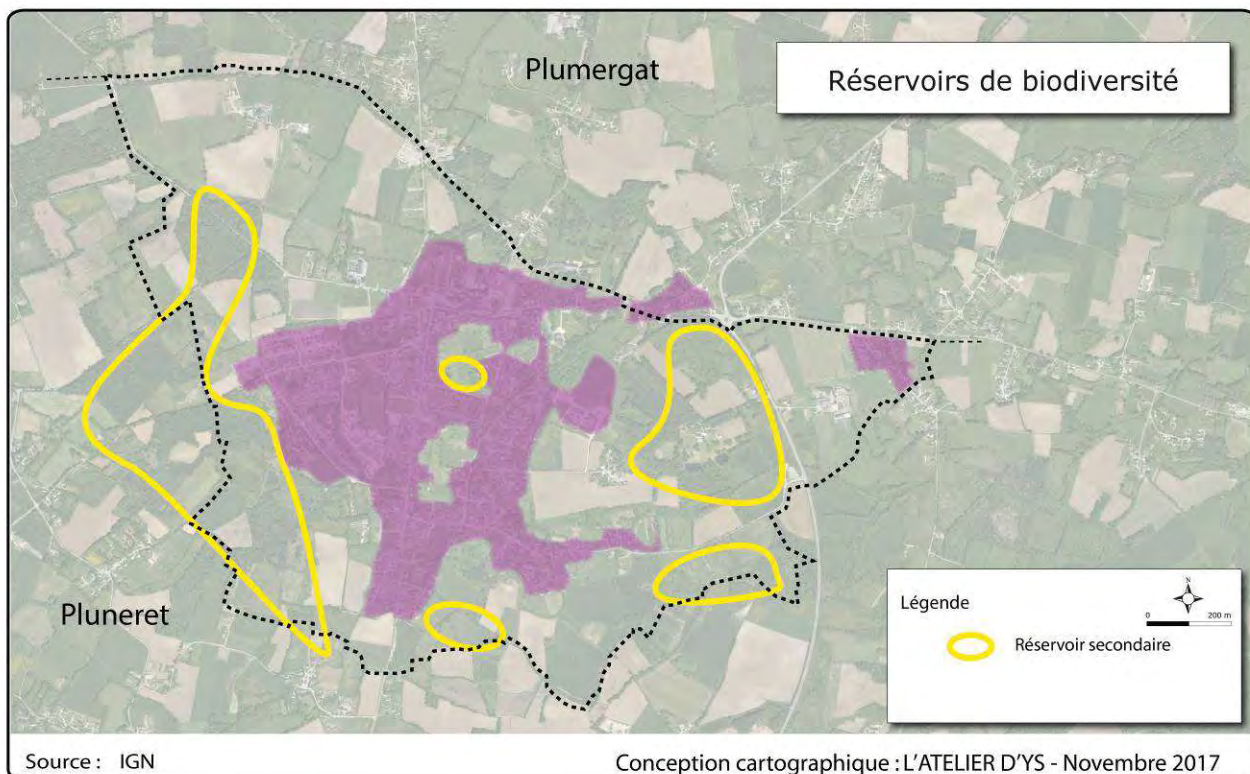 Plumergat
Réservoirs de biodiversité
Pluneret
Légende
N
0 200 m
Réservoir secondaire
Source : IGN
Conception cartographique : L'ATELIER D'YS - Novembre 2017